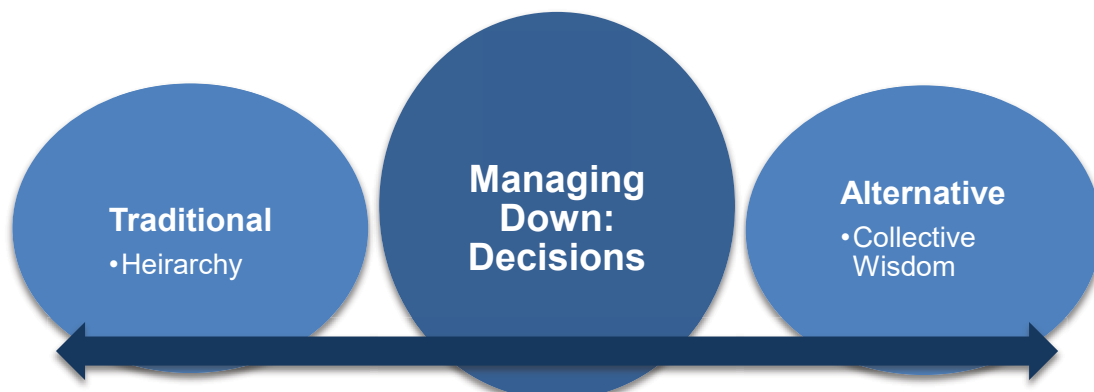 Traditional
•Heirarchy
Managing
Down:
Decisions
Alternative
•Collective
Wisdom